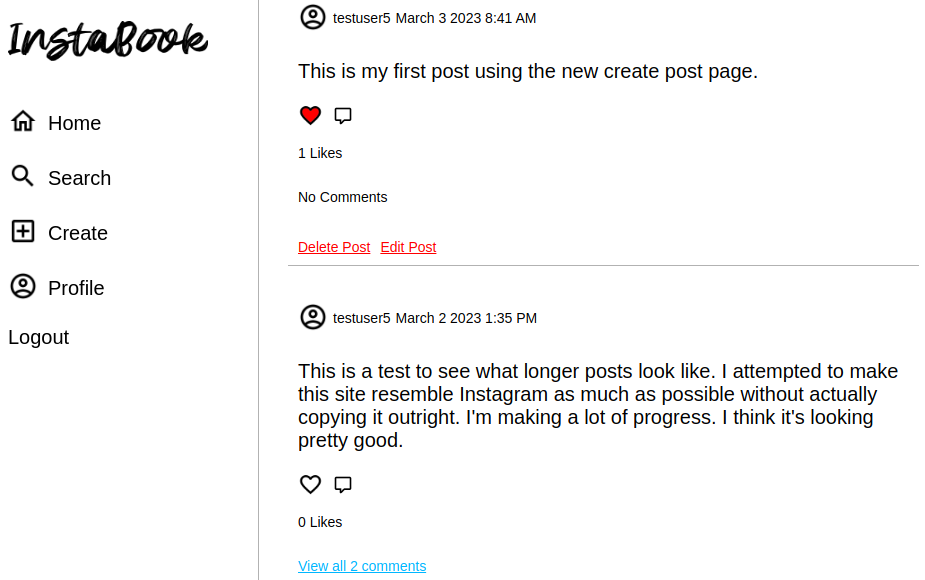 InstaBook
Home
Search
Create
Profile
Logout
testuser5 March 3 2023 8:41 AM
This is my first post using the new create post page.
1 Likes
No Comments
Delete Post Edit Post
testuser5 March 2 2023 1:35 PM
This is a test to see what longer posts look like. I attempted to make
this site resemble Instagram as much as possible without actually
copying it outright. I'm making a lot of progress. I think it's looking
pretty good.
0 Likes
View all 2 comments